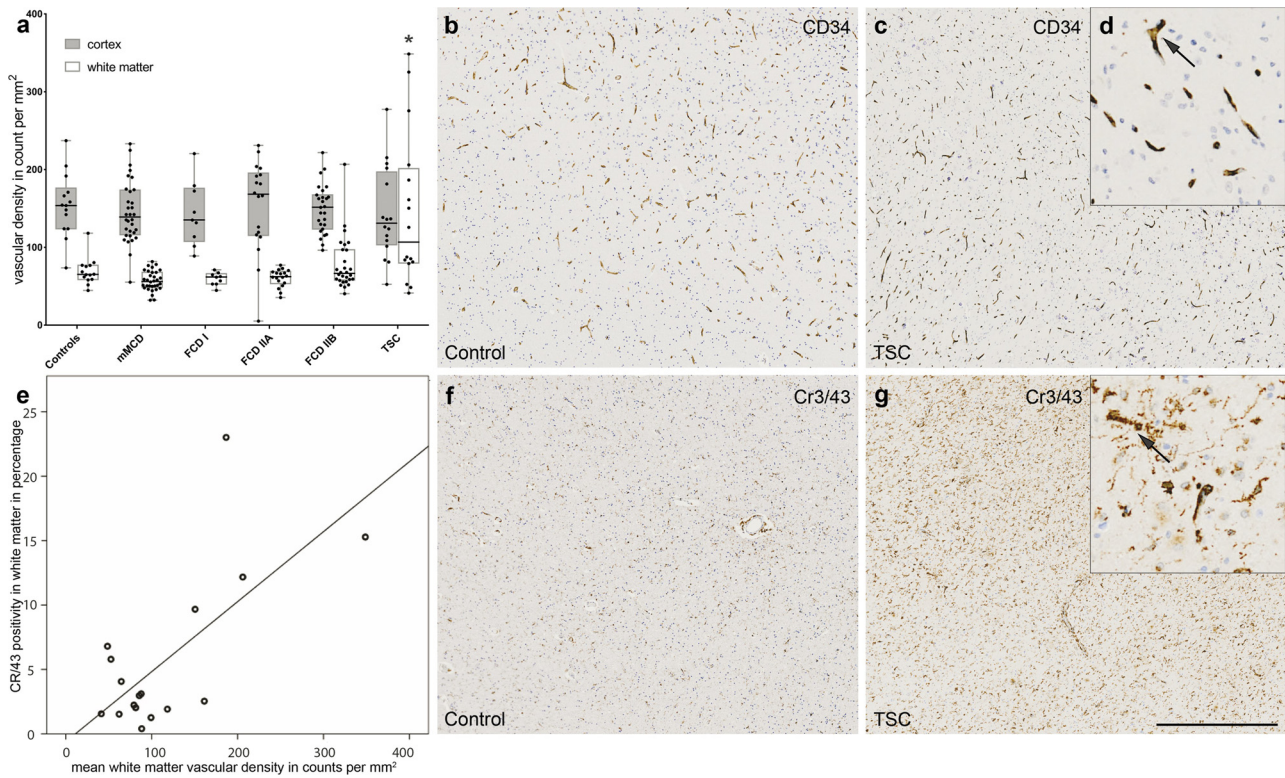 a
vascular density in count per mm²
400
300
200
100
0
cortex
white matter
*
Controls
mMCD
FCD I
FCD IIA
FCD IIB
TSC
b
CD34
Control
c
CD34
TSC
d
e
CR/43 positivity in white matter in percentage
25
20
15
10
5
0
0 100 200 300 400
mean white matter vascular density in counts per mm²
f
Cr3/43
Control
g
Cr3/43
TSC